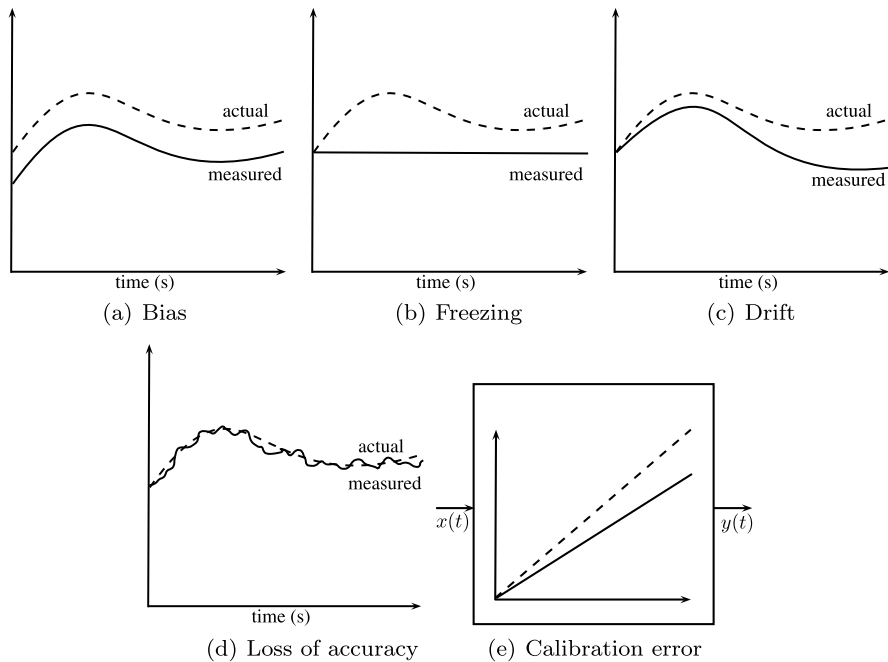 actual
measured
time (s)
(a) Bias
actual
measured
time (s)
(b) Freezing
actual
measured
time (s)
(c) Drift
actual
measured
time (s)
(d) Loss of accuracy
x(t)
y(t)
(e) Calibration error